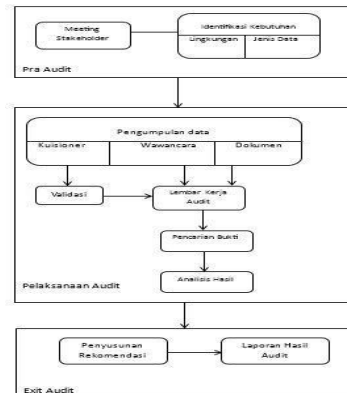 Meeting
Stakeholder
Identifikasi Kebutuhan
Lingkungan
Jenis Data
Pra Audit
Pengumpulan data
Kuisioner
Wawancara
Dokumen
Validasi
Lembar Kerja
Audit
Pencarian Bukti
Analisis Hasil
Pelaksanaan Audit
Penyusunan
Rekomendasi
Laporan Hasil
Audit
Exit Audit